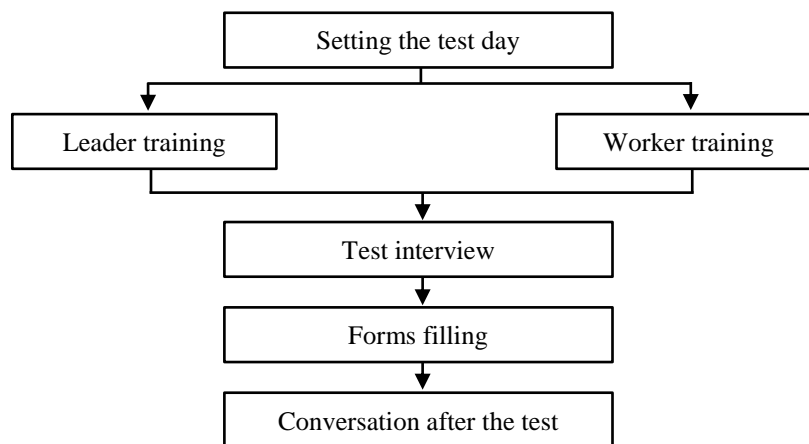 Setting the test day
Leader training
Worker training
Test interview
Forms filling
Conversation after the test